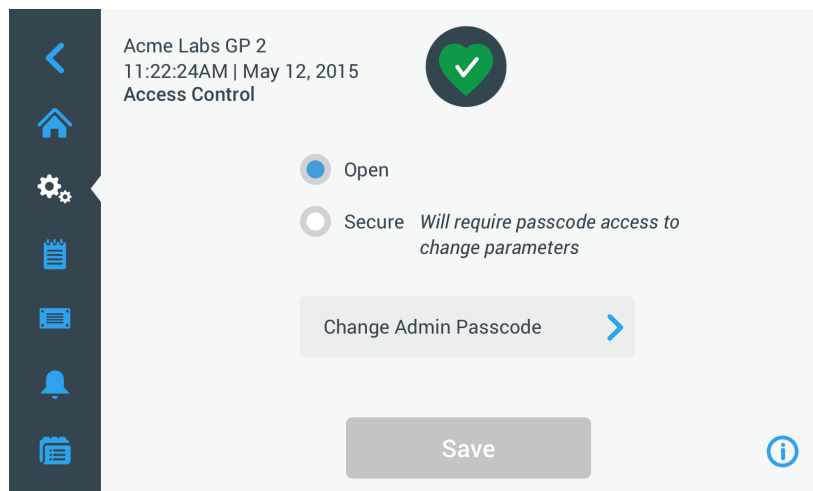 Acme Labs GP 2
11:22:24AM | May 12, 2015
Access Control
Open
Secure Will require passcode access to
change parameters
Change Admin Passcode
Save